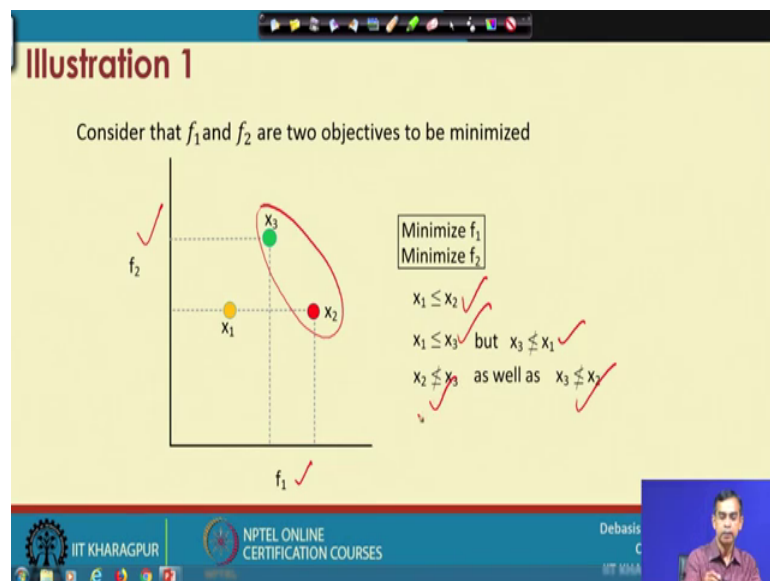 Illustration 1
Consider that f₁ and f₂ are two objectives to be minimized
x₃
f₂
x₂
x₁
f₁
Minimize f₁
Minimize f₂
x₁ ≤ x₂
x₁ ≤ x₃ but x₃ ≰ x₁
x₂ ≰ x₃ as well as x₃ ≰ x₂
IIT KHARAGPUR
NPTEL ONLINE
CERTIFICATION COURSES
Debasis